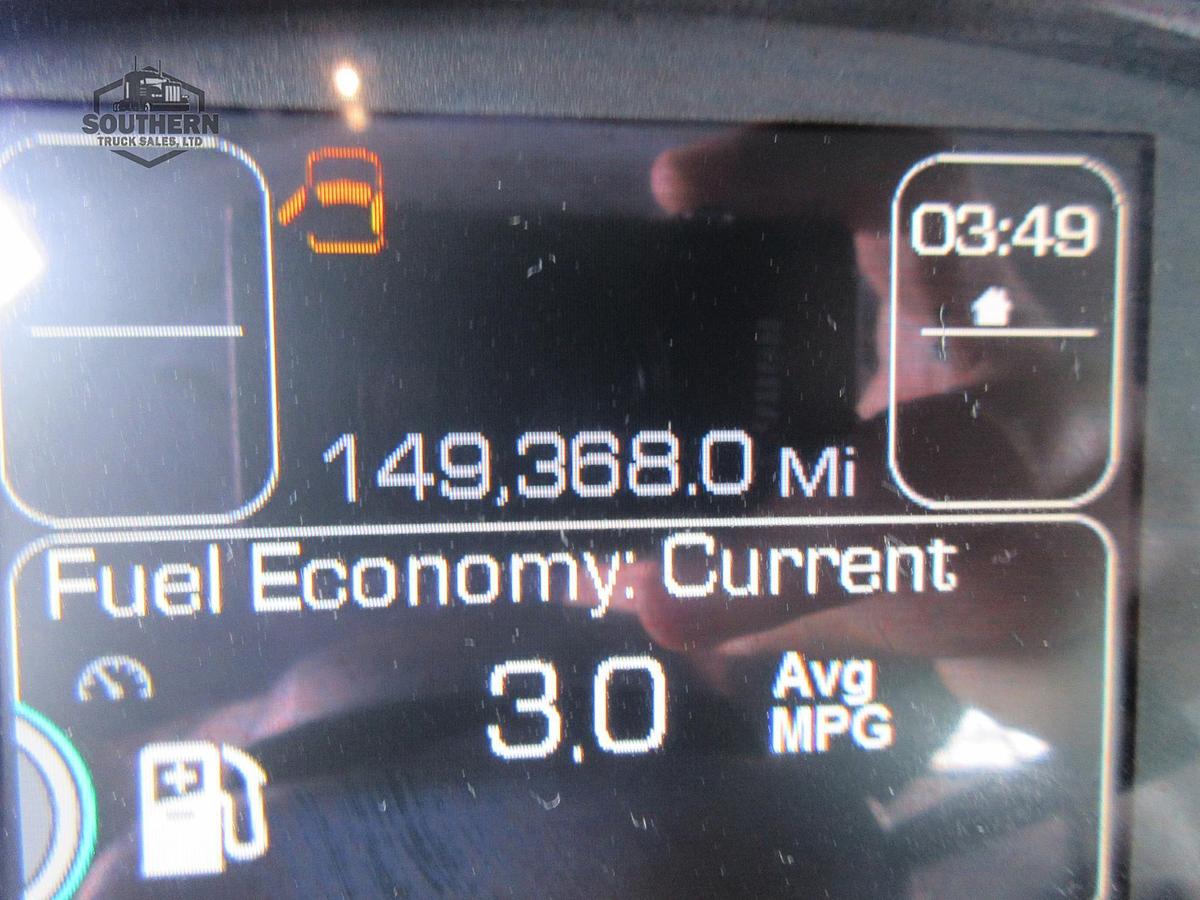 SOUTHERN
TRUCK SALES, LTD
03:49
149,368.0 Mi
Fuel Economy: Current
3.0 Avg
MPG